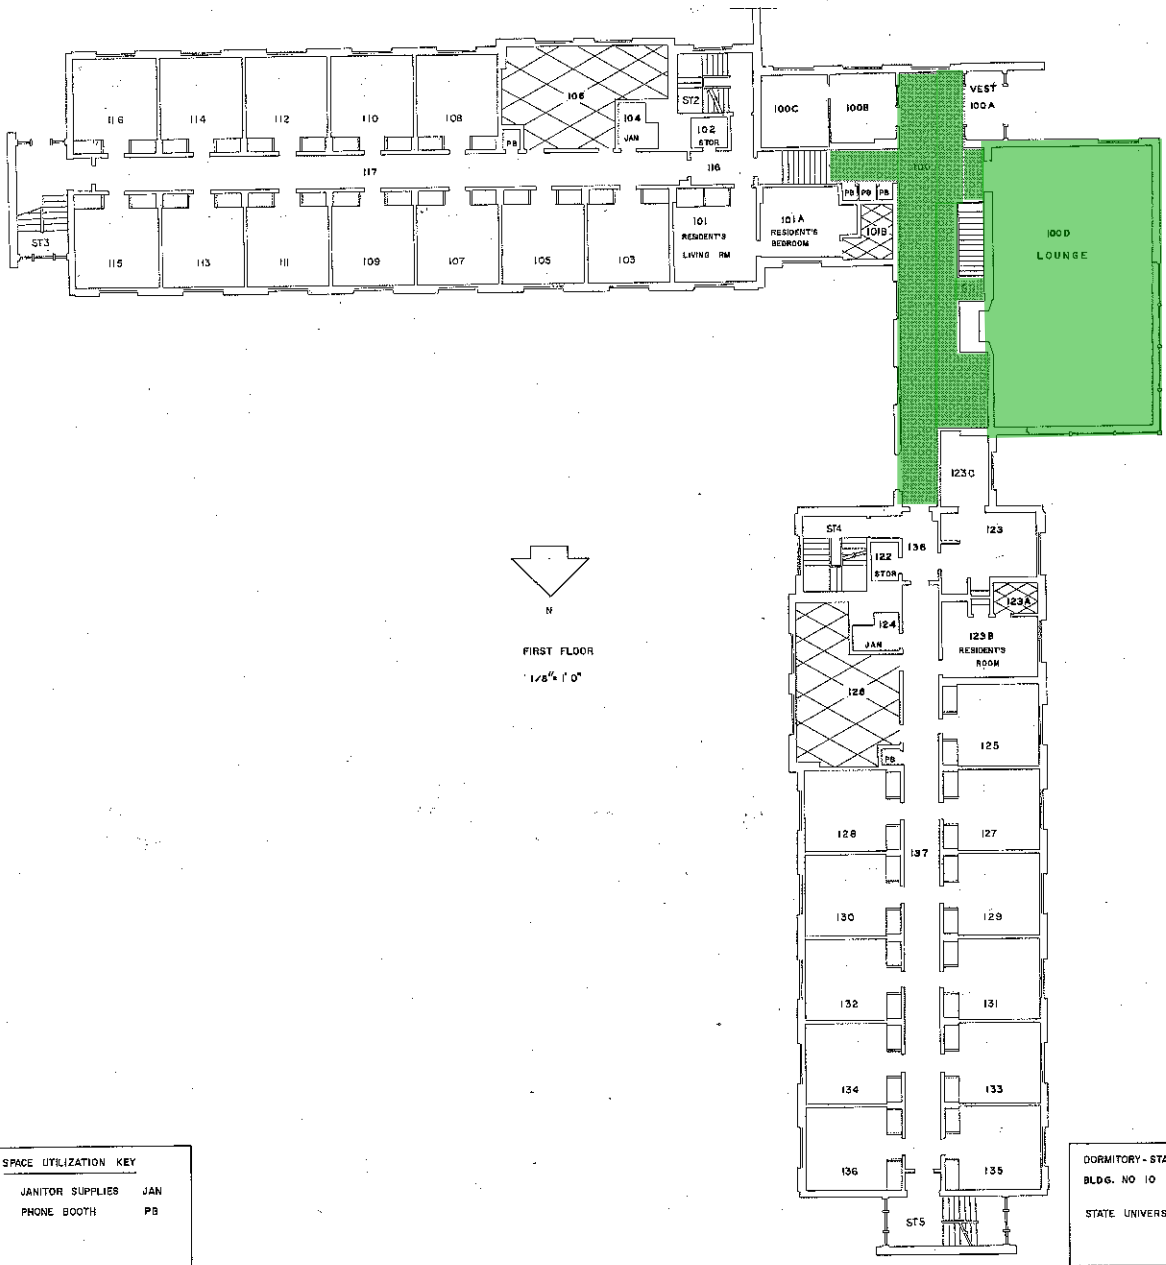 116
114
112
110
108
106
PB
104
JAN
ST2
102
STOR
100C
100B
VEST
100A
117
116
100
PB PB PB
ST3
115
113
111
109
107
105
103
101
RESIDENT'S
LIVING RM
101A
RESIDENT'S
BEDROOM
101B
100D
LOUNGE
123C
ST4
122
STOR
136
123
123A
124
JAN
123B
RESIDENT'S
ROOM
N
FIRST FLOOR
1/8"= 1' 0"
126
125
PB
128
127
137
130
129
132
131
134
133
136
135
ST5
SPACE UTILIZATION KEY
JANITOR SUPPLIES JAN
PHONE BOOTH PB
DORMITORY - STA
BLDG. NO 10
STATE UNIVERS